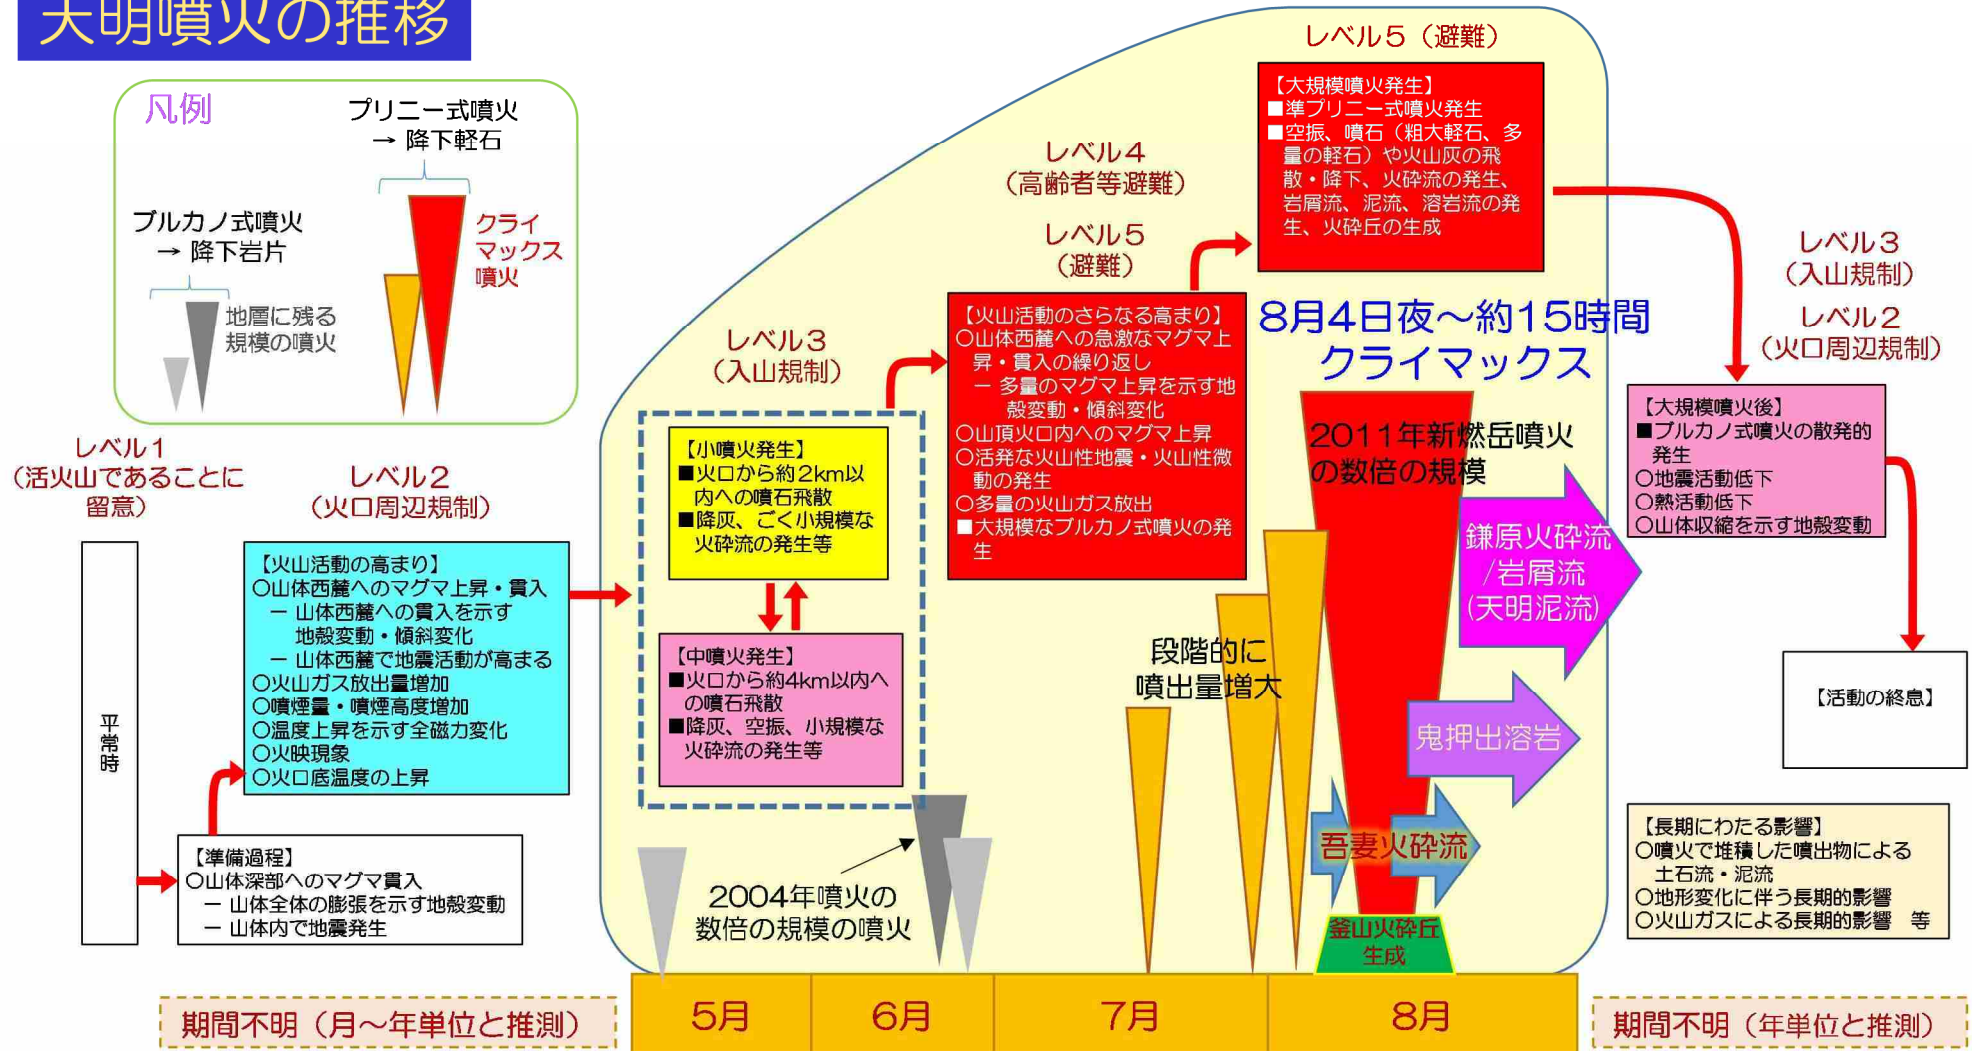 天明噴火の推移
凡例
プリニー式噴火
→ 降下軽石
ブルカノ式噴火
→ 降下岩片
クライ
マックス
噴火
地層に残る
規模の噴火
レベル1
（活火山であることに
留意）
平常時
【準備過程】
○山体深部へのマグマ貫入
－ 山体全体の膨張を示す地殻変動
－ 山体内で地震発生
レベル2
（火口周辺規制）
【火山活動の高まり】
○山体西麓へのマグマ上昇・貫入
－ 山体西麓への貫入を示す
地殻変動・傾斜変化
－ 山体西麓で地震活動が高まる
○火山ガス放出量増加
○噴煙量・噴煙高度増加
○温度上昇を示す全磁力変化
○火映現象
○火口底温度の上昇
レベル3
（入山規制）
【小噴火発生】
■火口から約2km以
内への噴石飛散
■降灰、ごく小規模な
火砕流の発生等
【中噴火発生】
■火口から約4km以内へ
の噴石飛散
■降灰、空振、小規模な
火砕流の発生等
2004年噴火の
数倍の規模の噴火
レベル4
（高齢者等避難）
レベル5
（避難）
【火山活動のさらなる高まり】
○山体西麓への急激なマグマ上
昇・貫入の繰り返し
－ 多量のマグマ上昇を示す地
殻変動・傾斜変化
○山頂火口内へのマグマ上昇
○活発な火山性地震・火山性微
動の発生
○多量の火山ガス放出
■大規模なブルカノ式噴火の発
生
レベル5（避難）
【大規模噴火発生】
■準プリニー式噴火発生
■空振、噴石（粗大軽石、多
量の軽石）や火山灰の飛
散・降下、火砕流の発生、
岩屑流、泥流、溶岩流の発
生、火砕丘の生成
8月4日夜～約15時間
クライマックス
2011年新燃岳噴火
の数倍の規模
段階的に
噴出量増大
鎌原火砕流
/岩屑流
(天明泥流)
鬼押出溶岩
吾妻火砕流
釜山火砕丘
生成
レベル3
（入山規制）
レベル2
（火口周辺規制）
【大規模噴火後】
■ブルカノ式噴火の散発的
発生
○地震活動低下
○熱活動低下
○山体収縮を示す地殻変動
【活動の終息】
【長期にわたる影響】
○噴火で堆積した噴出物による
土石流・泥流
○地形変化に伴う長期的影響
○火山ガスによる長期的影響　等
期間不明（月～年単位と推測）
5月
6月
7月
8月
期間不明（年単位と推測）